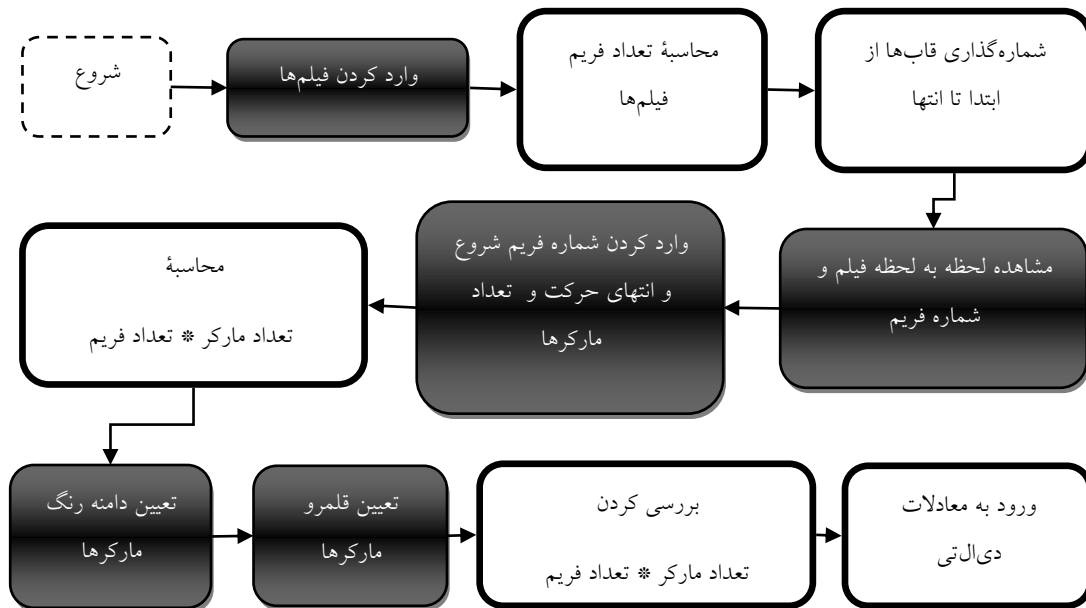 شروع
وارد کردن فیلم‌ها
محاسبهٔ تعداد فریم
فیلم‌ها
شماره‌گذاری قاب‌ها از
ابتدا تا انتها
مشاهده لحظه به لحظه فیلم و
شماره فریم
وارد کردن شماره فریم شروع
و انتهای حرکت و تعداد
مارکرها
محاسبهٔ
تعداد مارکر * تعداد فریم
تعیین دامنه رنگ
مارکرها
تعیین قلمرو
مارکرها
بررسی کردن
تعداد مارکر * تعداد فریم
ورود به معادلات
دی‌ال‌تی